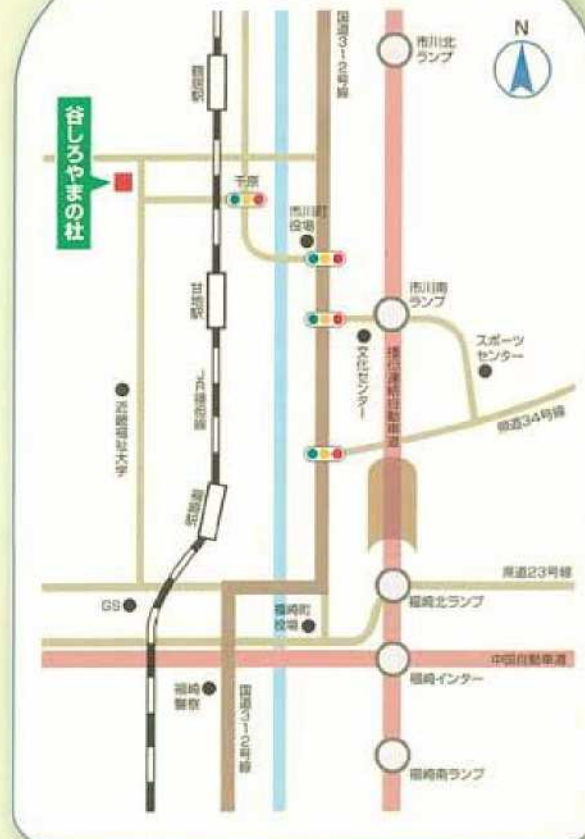 N
国道312号線
市川北
ランプ
鶴居駅
谷しろやまの杜
千原
市川町
役場
甘地駅
市川南
ランプ
スポーツ
センター
文化センター
播但連絡自動車道
県道34号線
JR播但線
近畿福祉大学
福崎駅
県道23号線
GS
福崎町
役場
福崎北ランプ
中国自動車道
福崎インター
福崎
警察
国道312号線
福崎南ランプ